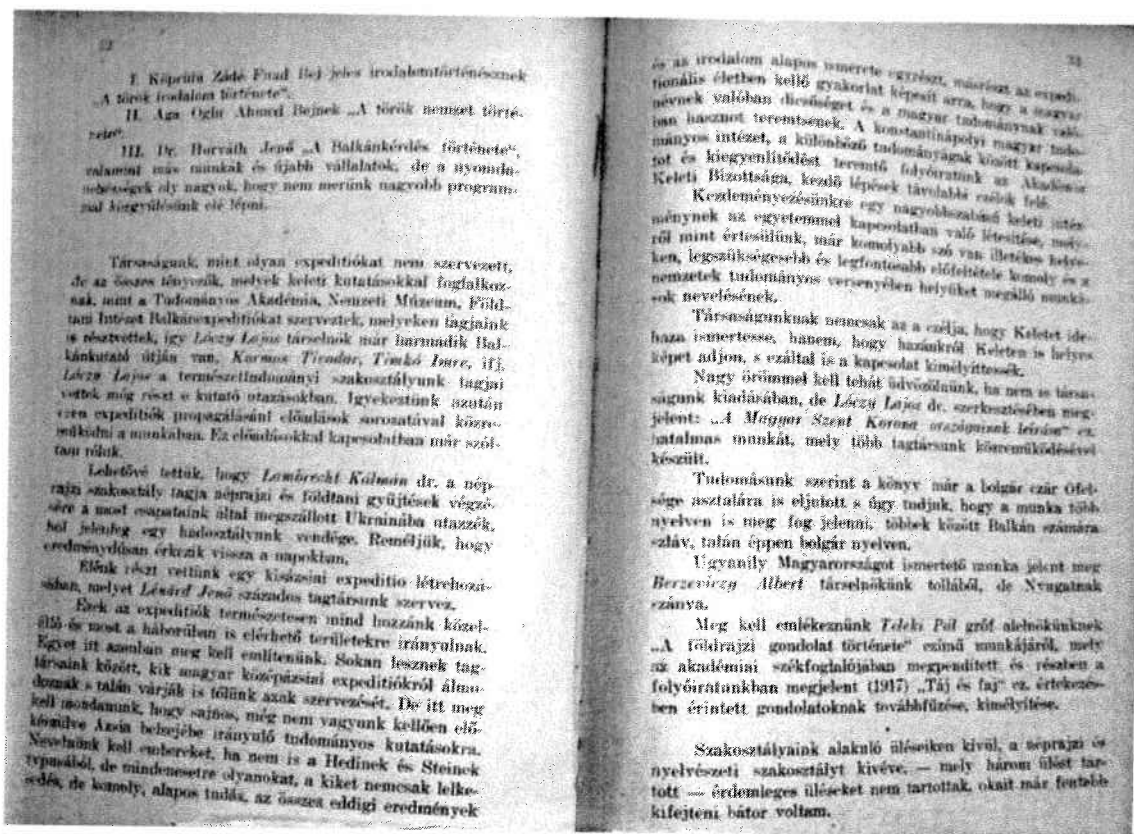 I. Köprülü Zádé Fuad Bej jeles irodalomtörténésznek
„A török irodalom története“.
II. Aga Oglu Ahmed Bejnek „A török nemzet törté-
nete“.
III. Dr. Horváth Jenő „A Balkánkérdés története“,
valamint más munkák és újabb vállalatok, de a nyomda-
nehézségek oly nagyok, hogy nem merünk nagyobb program-
mal közgyűlésünk elé lépni.
Társaságunk, mint olyan expeditiókat nem szervezett,
de az összes tényezők, melyek keleti kutatásokkal foglalkoz-
nak, mint a Tudományos Akadémia, Nemzeti Múzeum, Föld-
tani Intézet Balkánexpeditiókat szerveztek, melyeken tagjaink
is résztvettek, így Lóczy Lajos társelnök már harmadik Bal-
kánkutató útján van, Kormos Tivadar, Timkó Imre, ifj.
Lóczy Lajos a természettudományi szakosztályunk tagjai
vettek még részt e kutató utazásokban. Igyekeztünk azután
ezen expeditiók propagálásánl előadások sorozatával közre-
működni a munkában. Ez előadásokkal kapcsolatban már szól-
tam róluk.
Lehetővé tettük, hogy Lambrecht Kálmán dr. a nép-
rajzi szakosztály tagja néprajzi és földtani gyűjtések végzé-
sére a most csapataink által megszállott Ukrainába utazzék,
hol jelenleg egy hadosztályunk vendége. Reméljük, hogy
eredménydúsan érkezik vissza a napokban.
Élénk részt vettünk egy kisázsiai expeditio létrehozá-
sában, melyet Lénárd Jenő százados tagtársunk szervez.
Ezek az expeditiók természetesen mind hozzánk közel-
álló és most a háborúban is elérhető területekre irányulnak.
Egyet itt azonban meg kell említenünk. Sokan lesznek tag-
társaink között, kik magyar középázsiai expeditiókról álmo-
doznak s talán várják is tőlünk azak szervezését. De itt meg
kell mondanunk, hogy sajnos, még nem vagyunk kellően elő-
készülve Ázsia belsejébe irányuló tudományos kutatásokra.
Nevelnünk kell embereket, ha nem is a Hedinek és Steinek
typusából, de mindenesetre olyanokat, a kiket nemcsak lelke-
sedés, de komoly, alapos tudás, az összes eddigi eredmények
és az irodalom alapos ismerete egyrészt, másrészt az expedi-
tionális életben kellő gyakorlat képesít arra, hogy a magyar
névnek valóban dicsőséget és a magyar tudománynak való-
ban hasznot teremtsenek. A konstantinápolyi magyar tudo-
mányos intézet, a különböző tudományágak között kapcsola-
tot és kiegyenlítődést teremtő folyóiratunk az Akadémia
Keleti Bizottsága, kezdő lépések távolabbi czélok felé.
Kezdeményezésünkre egy nagyobbszabású keleti intéz-
ménynek az egyetemmel kapcsolatban való létesítése, mely-
ről mint értesülünk, már komolyabb szó van illetékes helye-
ken, legszükségesebb és legfontosabb előfeltétele komoly és a
nemzetek tudományos versenyében helyüket megálló munká-
sok nevelésének.
Társaságunknak nemcsak az a czélja, hogy Keletet ide-
haza ismertesse, hanem, hogy hazánkról Keleten is helyes
képet adjon, s ezáltal is a kapcsolat kimélyittessék.
Nagy örömmel kell tehát üdvözölnünk, ha nem is társa-
ságunk kiadásában, de Lóczy Lajos dr. szerkesztésében meg-
jelent: „A Magyar Szent Korona országainak leírása“ cz.
hatalmas munkát, mely több tagtársunk közreműködésével
készült.
Tudomásunk szerint a könyv már a bolgár czár Őfel-
sége asztalára is eljutott s úgy tudjuk, hogy a munka több
nyelven is meg fog jelenni, többek között Balkán számára
szláv, talán éppen bolgár nyelven.
Ugyanily Magyarországot ismertető munka jelent meg
Berzeviczy Albert társelnökünk tollából, de Nyugatnak
szánva.
Meg kell emlékeznünk Teleki Pál gróf alelnökünknek
„A földrajzi gondolat története“ czímű munkájáról, mely
az akadémiai székfoglalójában megpendített és részben a
folyóiratunkban megjelent (1917) „Táj és faj“ cz. értekezés-
ben érintett gondolatoknak továbbfűzése, kimélyítése.
Szakosztályaink alakuló üléseiken kívül, a néprajzi és
nyelvészeti szakosztályt kivéve, — mely három ülést tar-
tott — érdemleges üléseket nem tartottak, okait már fentebb
kifejteni bátor voltam.